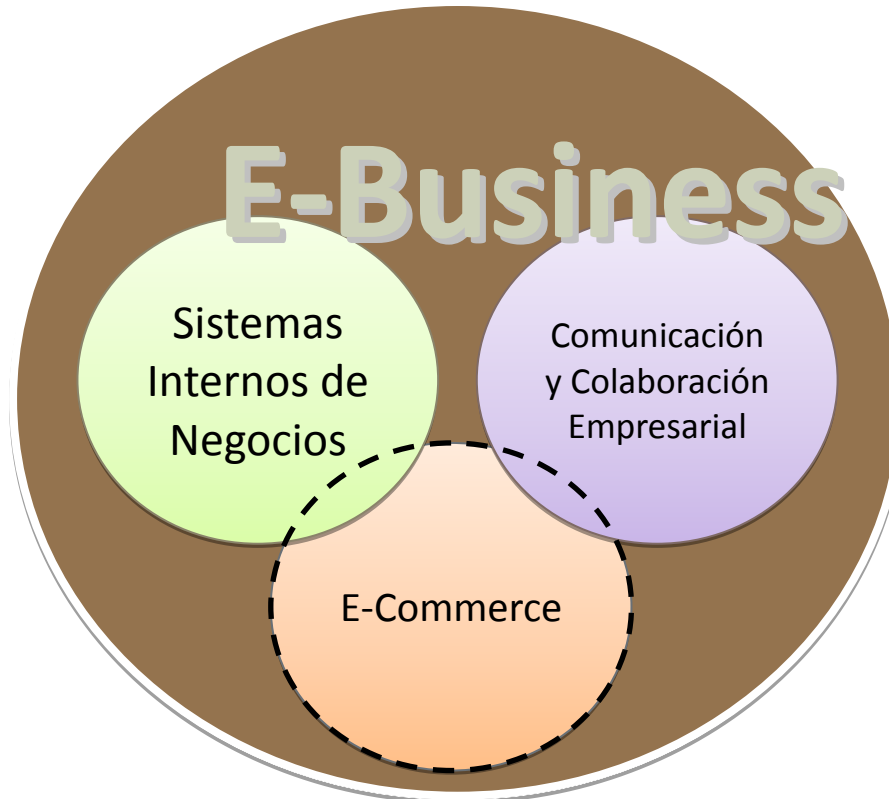 E-Business
Sistemas
Internos de
Negocios
Comunicación
y Colaboración
Empresarial
E-Commerce